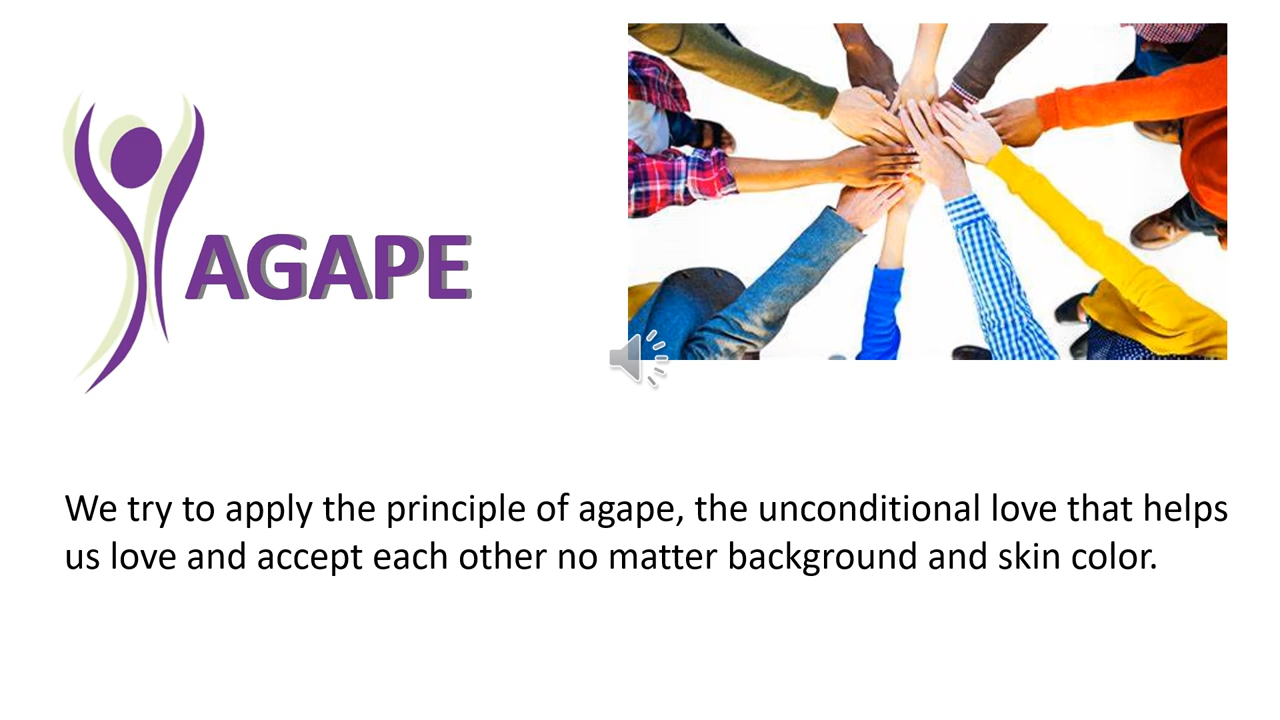 AGAPE
We try to apply the principle of agape, the unconditional love that helps
us love and accept each other no matter background and skin color.